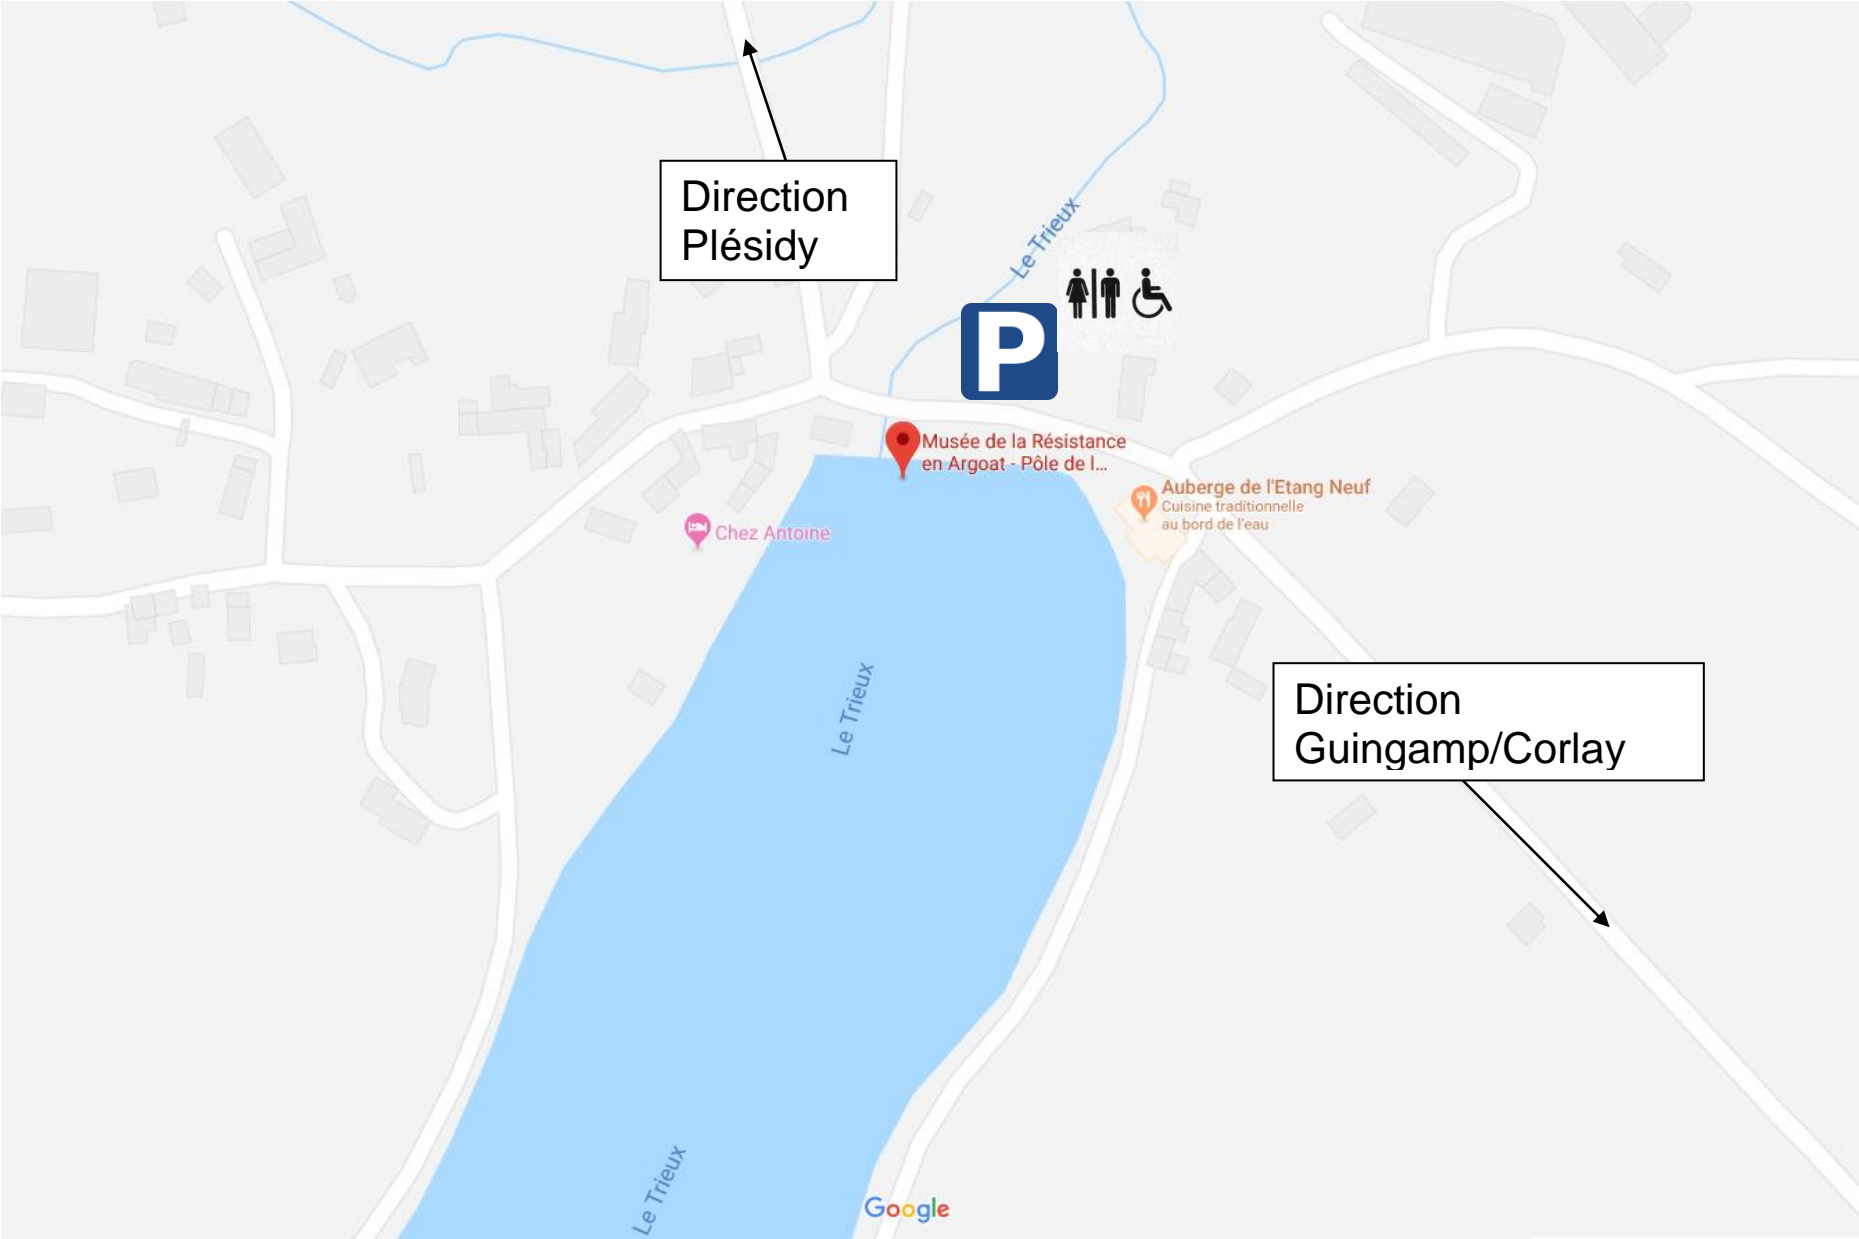 Direction
Plésidy
Le Trieux
P
Musée de la Résistance
en Argoat - Pôle de l...
Auberge de l'Etang Neuf
Cuisine traditionnelle
au bord de l'eau
Chez Antoine
Le Trieux
Direction
Guingamp/Corlay
Le Trieux
Google